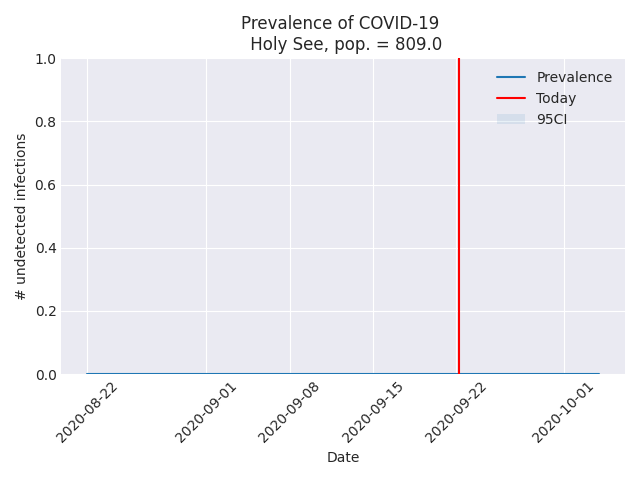 Prevalence of COVID-19
Holy See, pop. = 809.0
Prevalence
Today
95CI
# undetected infections
1.0
0.8
0.6
0.4
0.2
0.0
2020-08-22
2020-09-01
2020-09-08
2020-09-15
2020-09-22
2020-10-01
Date